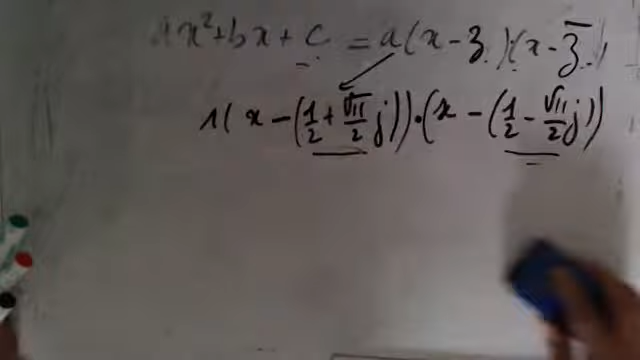 ax²+bx+c = a(x-z)(x-z̅)
1(x-(1/2+√11/2 j))·(x-(1/2-√11/2 j))